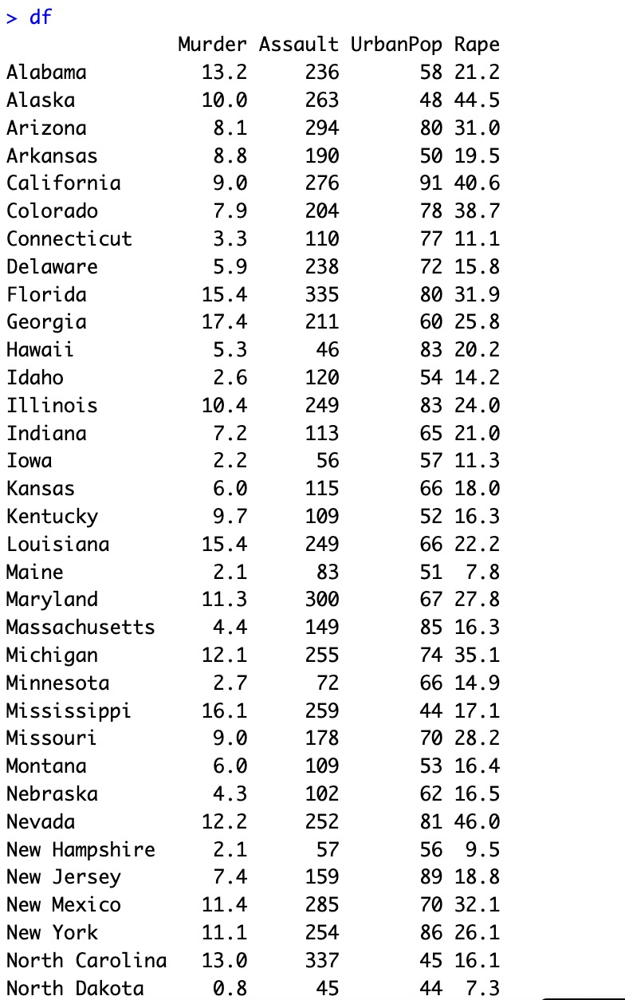 > df
Murder Assault UrbanPop Rape
Alabama 13.2 236 58 21.2
Alaska 10.0 263 48 44.5
Arizona 8.1 294 80 31.0
Arkansas 8.8 190 50 19.5
California 9.0 276 91 40.6
Colorado 7.9 204 78 38.7
Connecticut 3.3 110 77 11.1
Delaware 5.9 238 72 15.8
Florida 15.4 335 80 31.9
Georgia 17.4 211 60 25.8
Hawaii 5.3 46 83 20.2
Idaho 2.6 120 54 14.2
Illinois 10.4 249 83 24.0
Indiana 7.2 113 65 21.0
Iowa 2.2 56 57 11.3
Kansas 6.0 115 66 18.0
Kentucky 9.7 109 52 16.3
Louisiana 15.4 249 66 22.2
Maine 2.1 83 51 7.8
Maryland 11.3 300 67 27.8
Massachusetts 4.4 149 85 16.3
Michigan 12.1 255 74 35.1
Minnesota 2.7 72 66 14.9
Mississippi 16.1 259 44 17.1
Missouri 9.0 178 70 28.2
Montana 6.0 109 53 16.4
Nebraska 4.3 102 62 16.5
Nevada 12.2 252 81 46.0
New Hampshire 2.1 57 56 9.5
New Jersey 7.4 159 89 18.8
New Mexico 11.4 285 70 32.1
New York 11.1 254 86 26.1
North Carolina 13.0 337 45 16.1
North Dakota 0.8 45 44 7.3